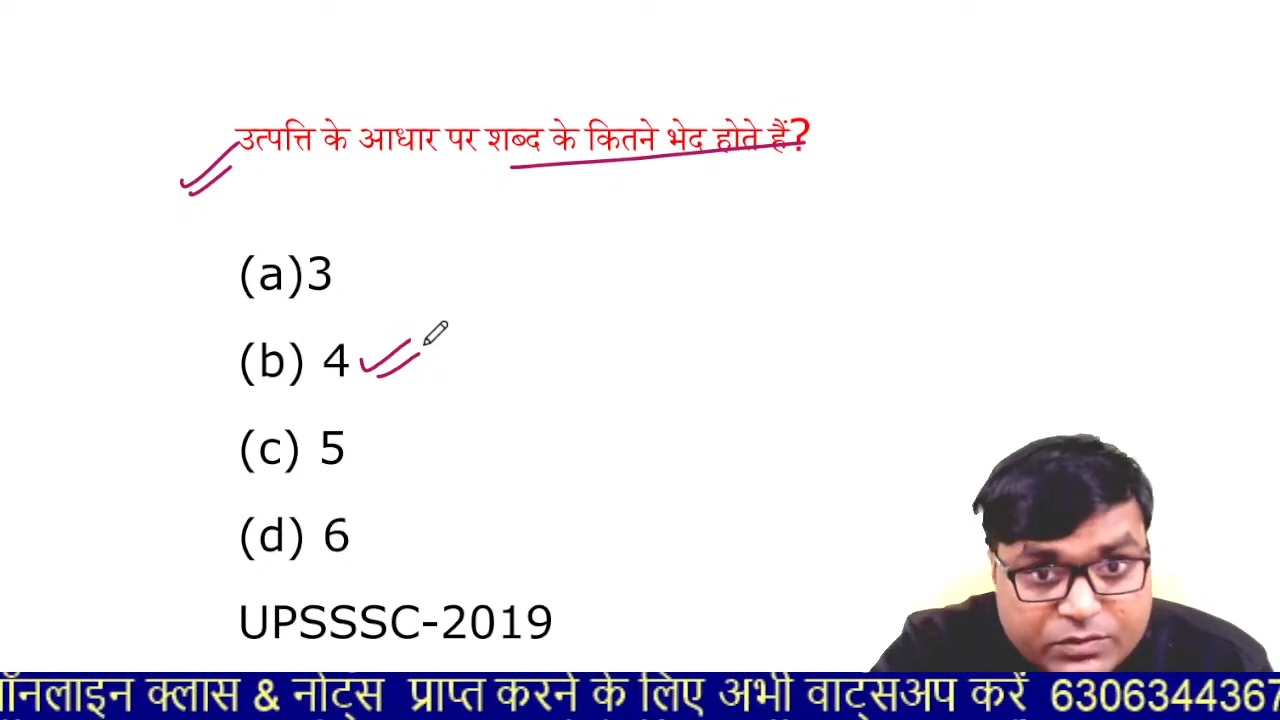 उत्पत्ति के आधार पर शब्द के कितने भेद होते हैं?
(a)3
(b) 4
(c) 5
(d) 6
UPSSSC-2019
ऑनलाइन क्लास & नोट्स प्राप्त करने के लिए अभी वाट्सअप करें 6306344367